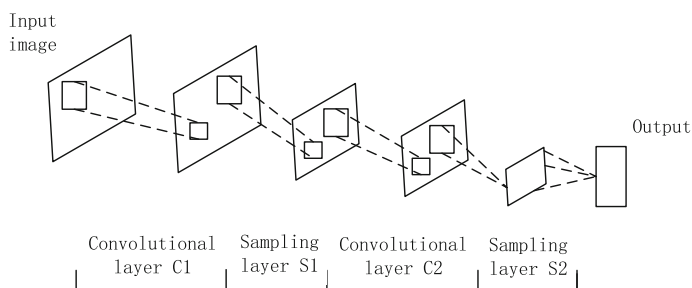 Input
image
Output
Convolutional
layer C1
Sampling
layer S1
Convolutional
layer C2
Sampling
layer S2